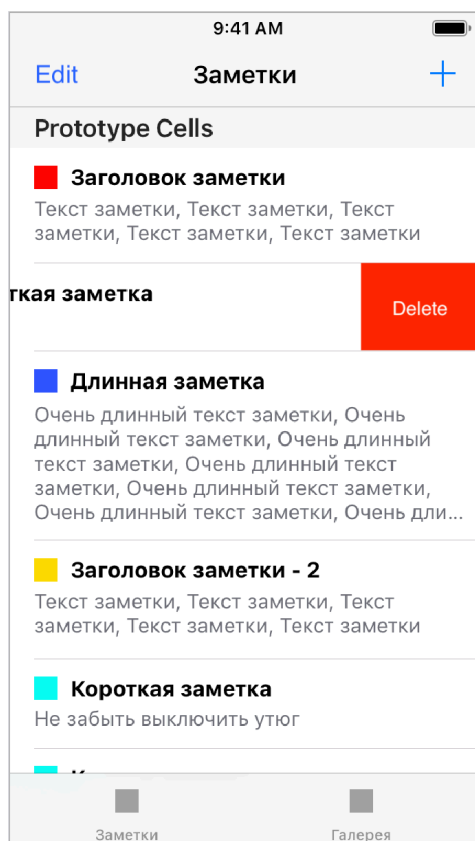 9:41 AM
Edit Заметки
Prototype Cells
Заголовок заметки
Текст заметки, Текст заметки, Текст
заметки, Текст заметки, Текст заметки
ткая заметка
Delete
Длинная заметка
Очень длинный текст заметки, Очень
длинный текст заметки, Очень длинный
текст заметки, Очень длинный текст
заметки, Очень длинный текст заметки,
Очень длинный текст заметки, Очень дли...
Заголовок заметки - 2
Текст заметки, Текст заметки, Текст
заметки, Текст заметки, Текст заметки
Короткая заметка
Не забыть выключить утюг
Заметки Галерея